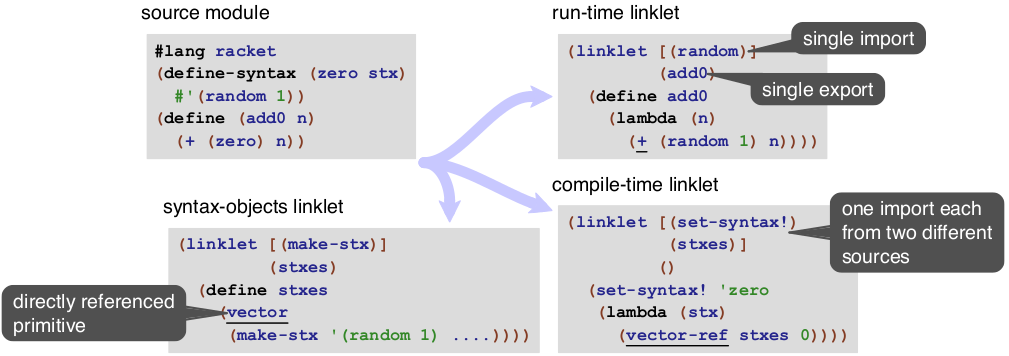 source module
#lang racket
(define-syntax (zero stx)
#'(random 1))
(define (add0 n)
(+ (zero) n))
run-time linklet
(linklet [(random)]
(add0)
(define add0
(lambda (n)
(+ (random 1) n))))
single import
single export
syntax-objects linklet
(linklet [(make-stx)]
(stxes)
(define stxes
(vector
(make-stx '(random 1) ....))))
directly referenced
primitive
compile-time linklet
(linklet [(set-syntax!)
(stxes)]
()
(set-syntax! 'zero
(lambda (stx)
(vector-ref stxes 0))))
one import each
from two different
sources